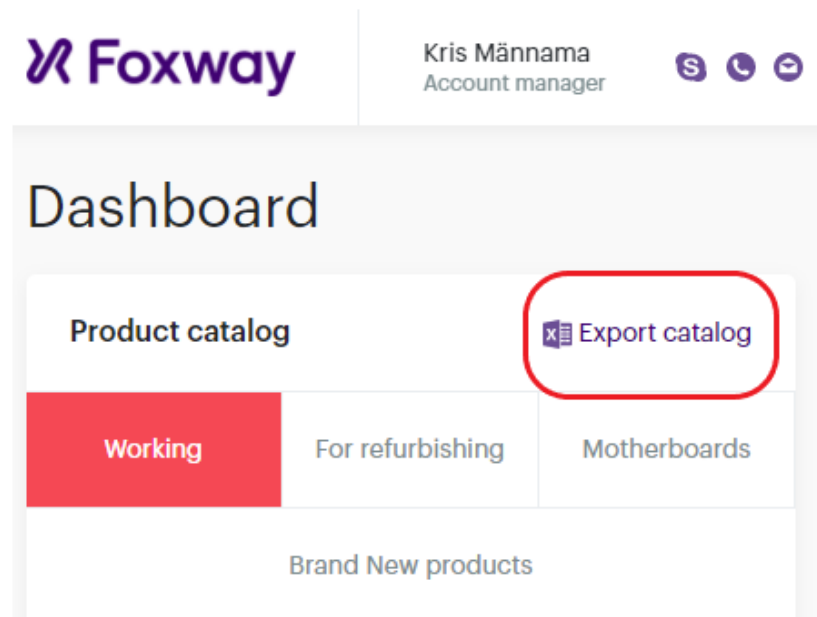 Foxway
Kris Männama
Account manager
Dashboard
Product catalog
Export catalog
Working
For refurbishing
Motherboards
Brand New products